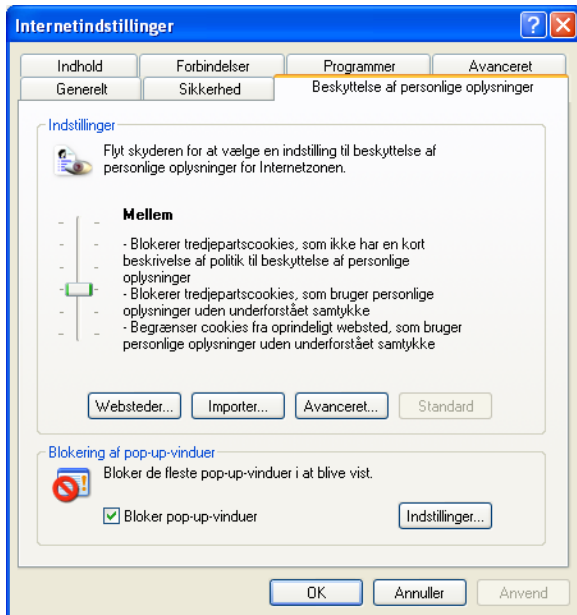 Internetindstillinger
Indhold Forbindelser Programmer Avanceret
Generelt Sikkerhed Beskyttelse af personlige oplysninger
Indstillinger
Flyt skyderen for at vælge en indstilling til beskyttelse af
personlige oplysninger for Internetzonen.
Mellem
- Blokerer tredjepartscookies, som ikke har en kort
beskrivelse af politik til beskyttelse af personlige
oplysninger
- Blokerer tredjepartscookies, som bruger personlige
oplysninger uden underforstået samtykke
- Begrænser cookies fra oprindeligt websted, som bruger
personlige oplysninger uden underforstået samtykke
Websteder... Importer... Avanceret... Standard
Blokering af pop-up-vinduer
Bloker de fleste pop-up-vinduer i at blive vist.
Bloker pop-up-vinduer Indstillinger...
OK Annuller Anvend